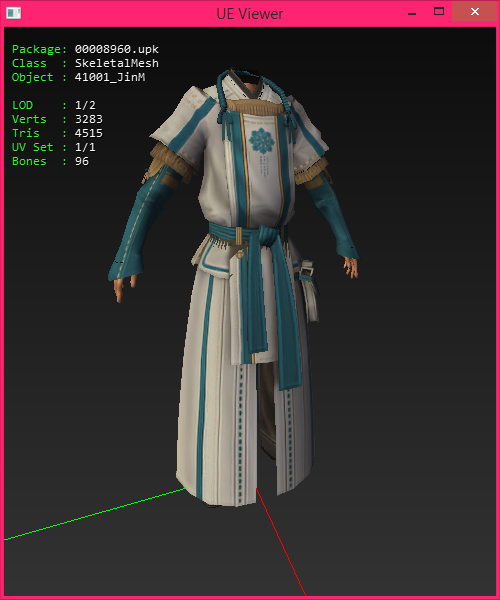 UE Viewer
Package: 00008960.upk
Class : SkeletalMesh
Object : 41001_JinM
LOD : 1/2
Verts : 3283
Tris : 4515
UV Set : 1/1
Bones : 96